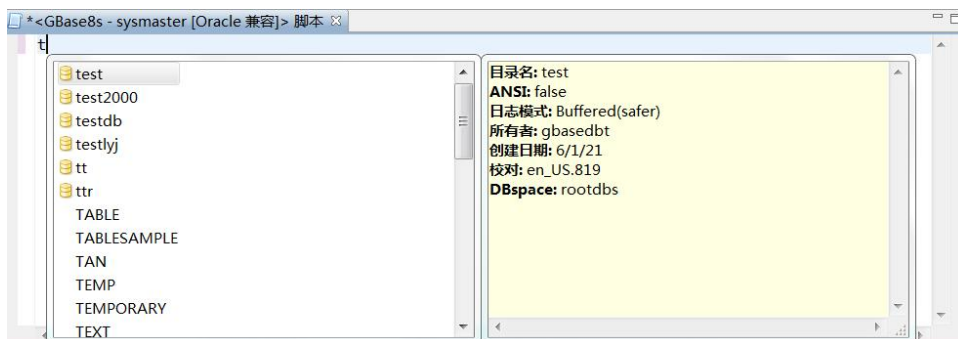 *<GBase8s - sysmaster [Oracle 兼容]> 脚本
t
test
test2000
testdb
testlyj
tt
ttr
TABLE
TABLESAMPLE
TAN
TEMP
TEMPORARY
TEXT
目录名: test
ANSI: false
日志模式: Buffered(safer)
所有者: gbasedbt
创建日期: 6/1/21
校对: en_US.819
DBspace: rootdbs